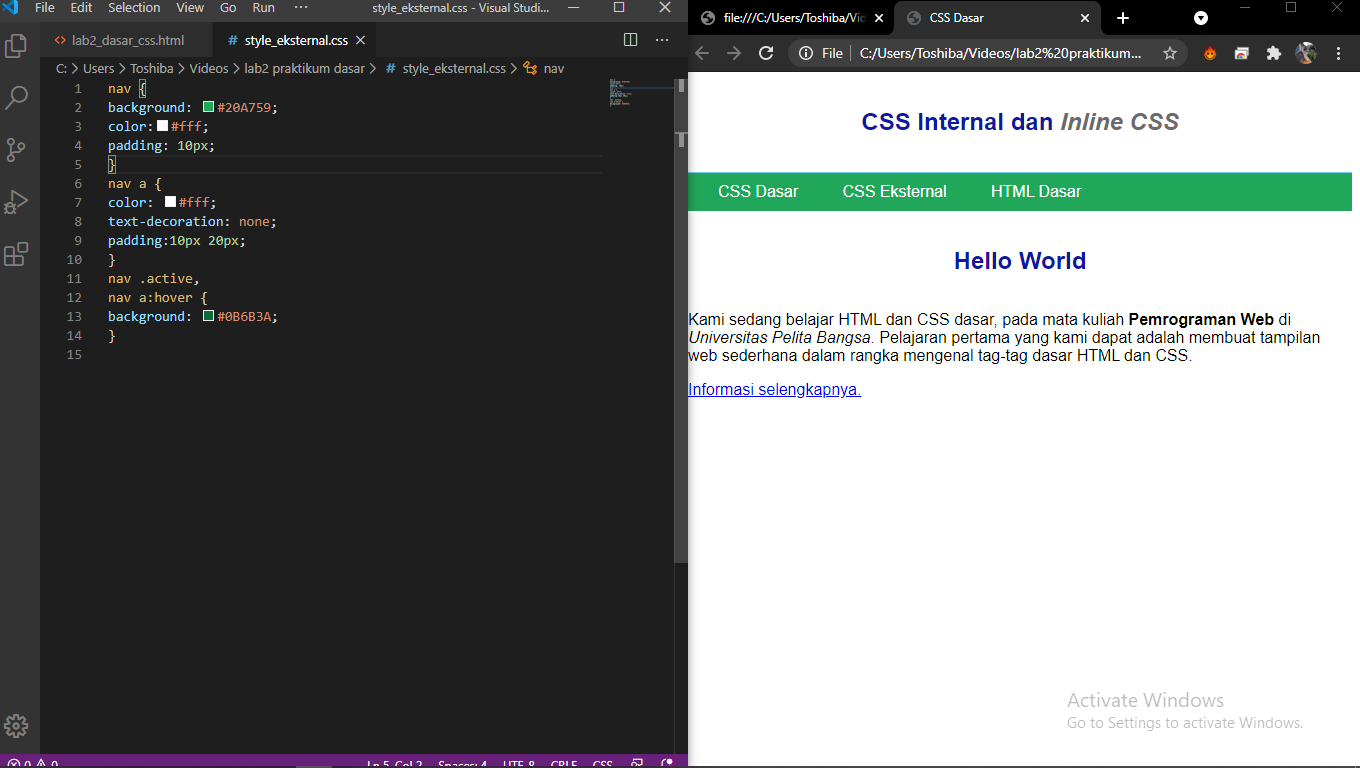 File Edit Selection View Go Run ··· style_eksternal.css - Visual Studi...
lab2_dasar_css.html # style_eksternal.css
C: > Users > Toshiba > Videos > lab2 praktikum dasar > # style_eksternal.css > nav
1 nav {
2 background: #20A759;
3 color:#fff;
4 padding: 10px;
5 }
6 nav a {
7 color: #fff;
8 text-decoration: none;
9 padding:10px 20px;
10 }
11 nav .active,
12 nav a:hover {
13 background: #0B6B3A;
14 }
15
0 0 Ln 5, Col 2 Spaces: 4 UTF-8 CRLF CSS
file:///C:/Users/Toshiba/Vid CSS Dasar
File C:/Users/Toshiba/Videos/lab2%20praktikum...
CSS Internal dan Inline CSS
CSS Dasar CSS Eksternal HTML Dasar
Hello World
Kami sedang belajar HTML dan CSS dasar, pada mata kuliah Pemrograman Web di
Universitas Pelita Bangsa. Pelajaran pertama yang kami dapat adalah membuat tampilan
web sederhana dalam rangka mengenal tag-tag dasar HTML dan CSS.
Informasi selengkapnya.
Activate Windows
Go to Settings to activate Windows.